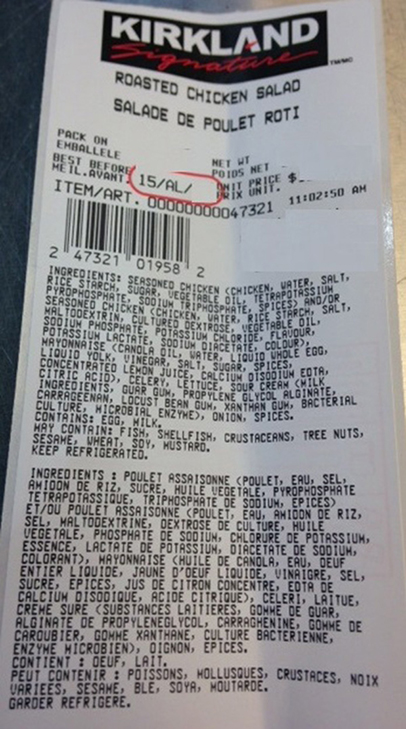 KIRKLAND
Signature
TM/MC
ROASTED CHICKEN SALAD
SALADE DE POULET ROTI
PACK ON
EMBALLELE
NET WT
POIDS NET
BEST BEFORE
MEIL.AVANT
15/AL/
UNIT PRICE $
PRIX UNIT.
ITEM/ART. 00000000047321 11:02:50 AM
2 47321 01958 2
INGREDIENTS: SEASONED CHICKEN (CHICKEN, WATER, SALT,
RICE STARCH, SUGAR, VEGETABLE OIL, TETRAPOTASSIUM
PYROPHOSPHATE, SODIUM TRIPHOSPHATE, SPICES) AND/OR
SEASONED CHICKEN (CHICKEN, WATER, RICE STARCH, SALT,
MALTODEXTRIN, CULTURED DEXTROSE, VEGETABLE OIL,
SODIUM PHOSPHATE, POTASSIUM CHLORIDE, FLAVOUR,
POTASSIUM LACTATE, SODIUM DIACETATE, COLOUR),
MAYONNAISE (CANOLA OIL, WATER, LIQUID WHOLE EGG,
LIQUID YOLK, VINEGAR, SALT, SUGAR, SPICES,
CONCENTRATED LEMON JUICE, CALCIUM DISODIUM EDTA,
CITRIC ACID), CELERY, LETTUCE, SOUR CREAM (MILK
INGREDIENTS, GUAR GUM, PROPYLENE GLYCOL ALGINATE,
CARRAGEENAN, LOCUST BEAN GUM, XANTHAN GUM, BACTERIAL
CULTURE, MICROBIAL ENZYME), ONION, SPICES.
CONTAINS: EGG, MILK.
MAY CONTAIN: FISH, SHELLFISH, CRUSTACEANS, TREE NUTS,
SESAME, WHEAT, SOY, MUSTARD.
KEEP REFRIGERATED.
INGREDIENTS : POULET ASSAISONNE (POULET, EAU, SEL,
AMIDON DE RIZ, SUCRE, HUILE VEGETALE, PYROPHOSPHATE
TETRAPOTASSIQUE, TRIPHOSPHATE DE SODIUM, EPICES)
ET/OU POULET ASSAISONNE (POULET, EAU, AMIDON DE RIZ,
SEL, MALTODEXTRINE, DEXTROSE DE CULTURE, HUILE
VEGETALE, PHOSPHATE DE SODIUM, CHLORURE DE POTASSIUM,
ESSENCE, LACTATE DE POTASSIUM, DIACETATE DE SODIUM,
COLORANT), MAYONNAISE (HUILE DE CANOLA, EAU, OEUF
ENTIER LIQUIDE, JAUNE D'OEUF LIQUIDE, VINAIGRE, SEL,
SUCRE, EPICES, JUS DE CITRON CONCENTRE, EDTA DE
CALCIUM DISODIQUE, ACIDE CITRIQUE), CELERI, LAITUE,
CREME SURE (SUBSTANCES LAITIERES, GOMME DE GUAR,
ALGINATE DE PROPYLENEGLYCOL, CARRAGHENINE, GOMME DE
CAROUBIER, GOMME XANTHANE, CULTURE BACTERIENNE,
ENZYME MICROBIEN), OIGNON, EPICES.
CONTIENT : OEUF, LAIT.
PEUT CONTENIR : POISSONS, MOLLUSQUES, CRUSTACES, NOIX
VARIEES, SESAME, BLE, SOYA, MOUTARDE.
GARDER REFRIGERE.